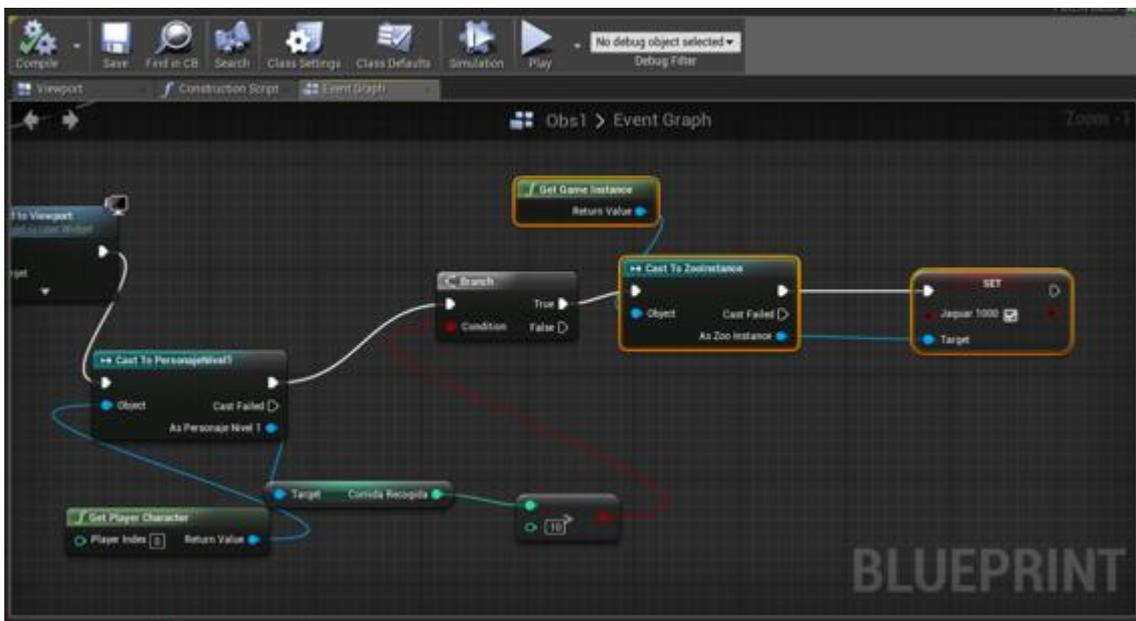 Compile
Save
Find in CB
Search
Class Settings
Class Defaults
Simulation
Play
No debug object selected
Debug Filter
Viewport
Construction Script
Event Graph
Obs1 > Event Graph
Zoom -1
to Viewport
Get Game Instance
Return Value
Branch
True
Condition
False
Cast To ZooInstance
Object
Cast Failed
As Zoo Instance
SET
Jaguar 1000
Target
Cast To PersonajeNivel1
Object
Cast Failed
As Personaje Nivel 1
Target
Comida Recogida
>
10
Get Player Character
Player Index 0
Return Value
BLUEPRINT